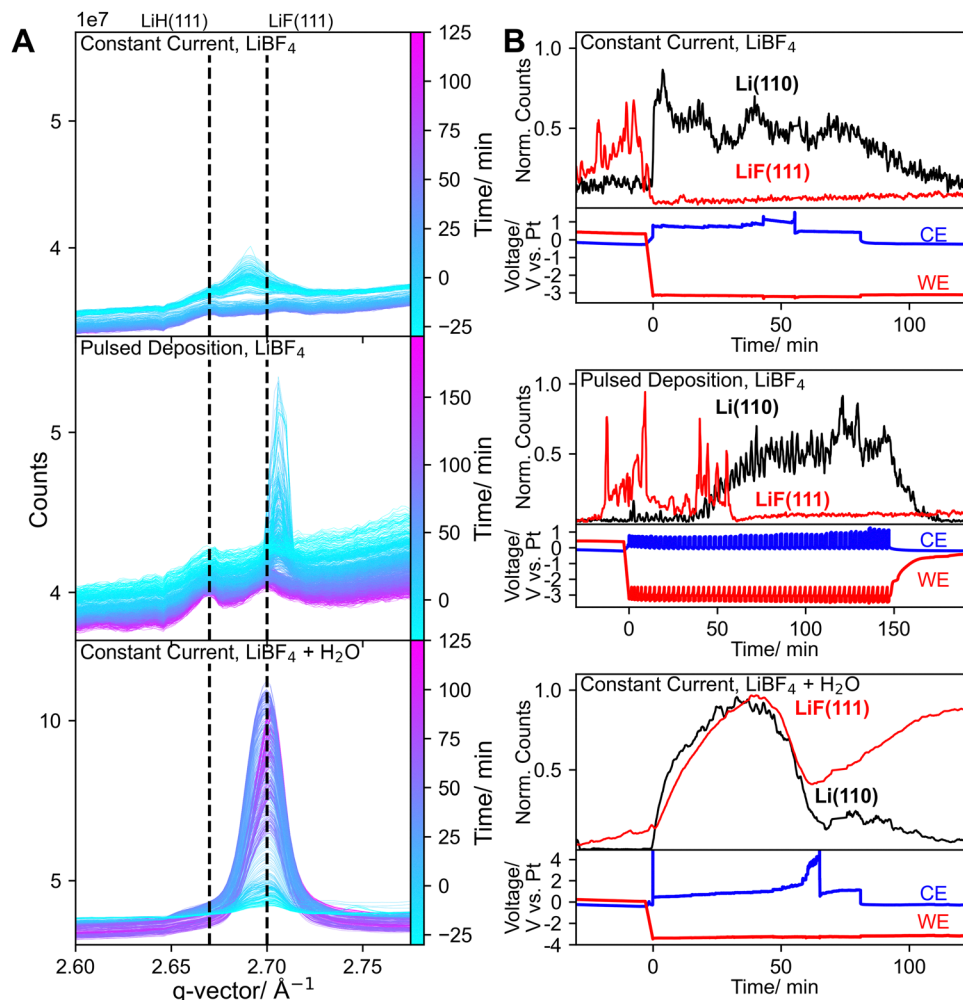 A
1e7
LiH(111)
LiF(111)
Constant Current, LiBF₄
5
4
125
100
75
50
25
0
−25
Time/ min
Pulsed Deposition, LiBF₄
5
4
150
100
50
0
Time/ min
Constant Current, LiBF₄ + H₂O
10
5
125
100
75
50
25
0
−25
Time/ min
Counts
2.60
2.65
2.70
2.75
q-vector/ Å⁻¹
B
Constant Current, LiBF₄
1.0
0.5
Norm. Counts
Li(110)
LiF(111)
1
0
-1
-2
-3
Voltage/
V vs. Pt
CE
WE
0
50
100
Time/ min
Pulsed Deposition, LiBF₄
1.0
0.5
0.0
Norm. Counts
Li(110)
LiF(111)
1
0
-1
-2
-3
Voltage/
V vs. Pt
CE
WE
0
50
100
150
Time/ min
Constant Current, LiBF₄ + H₂O
1.0
0.5
Norm. Counts
LiF(111)
Li(110)
4
2
0
-2
-4
Voltage/
V vs. Pt
CE
WE
0
50
100
Time/ min